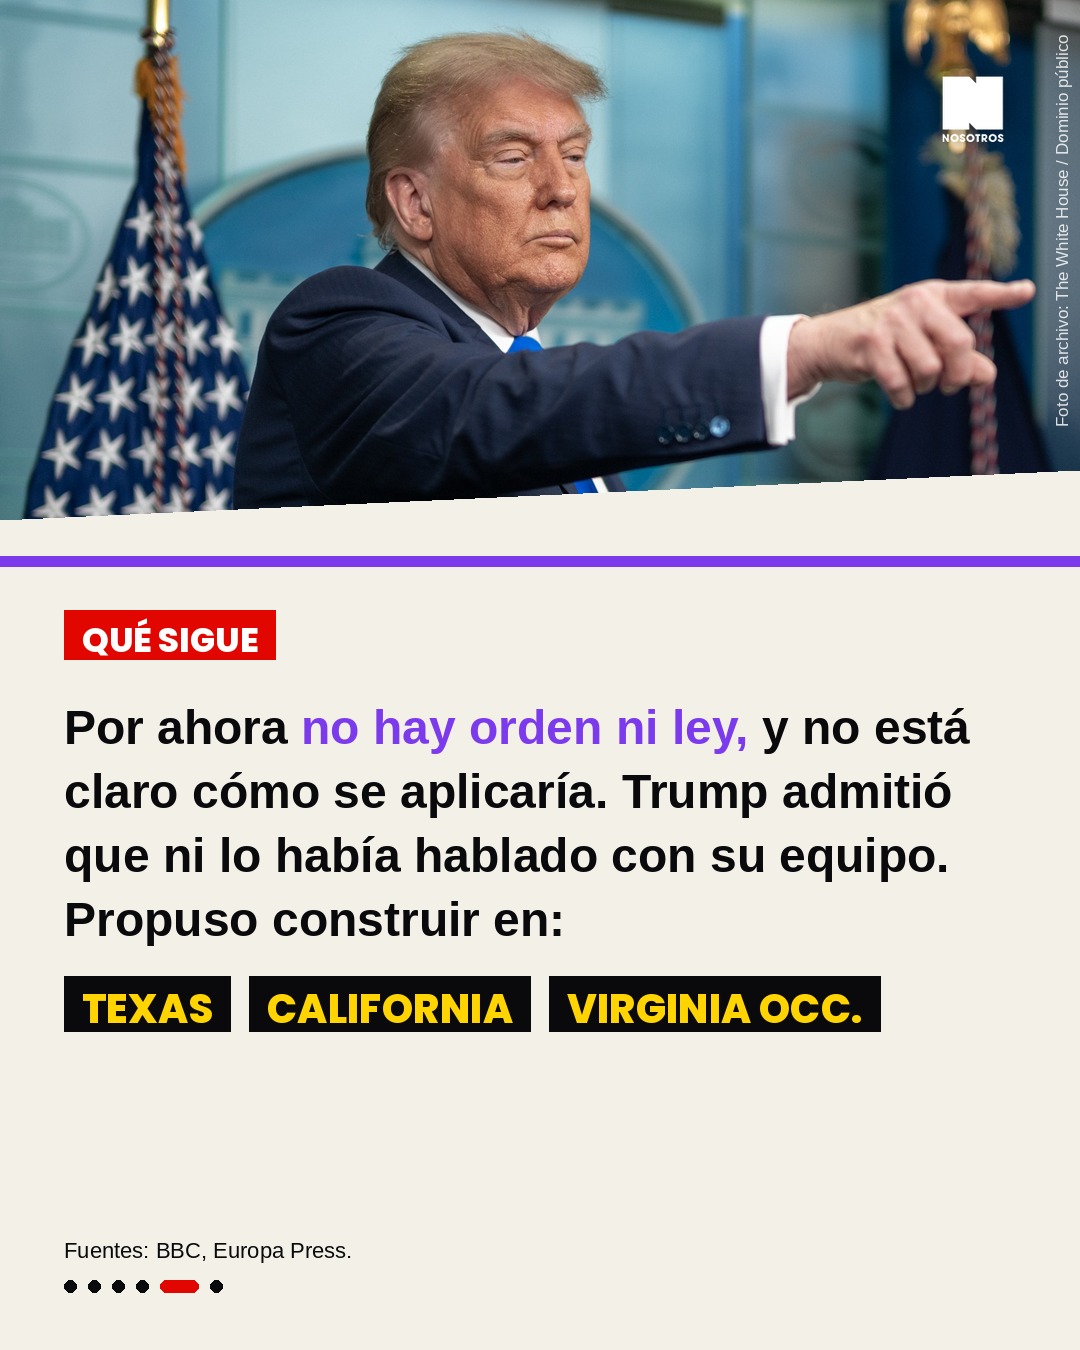 NOSOTROS
Foto de archivo: The White House / Dominio público
QUÉ SIGUE
Por ahora no hay orden ni ley, y no está
claro cómo se aplicaría. Trump admitió
que ni lo había hablado con su equipo.
Propuso construir en:
TEXAS CALIFORNIA VIRGINIA OCC.
Fuentes: BBC, Europa Press.